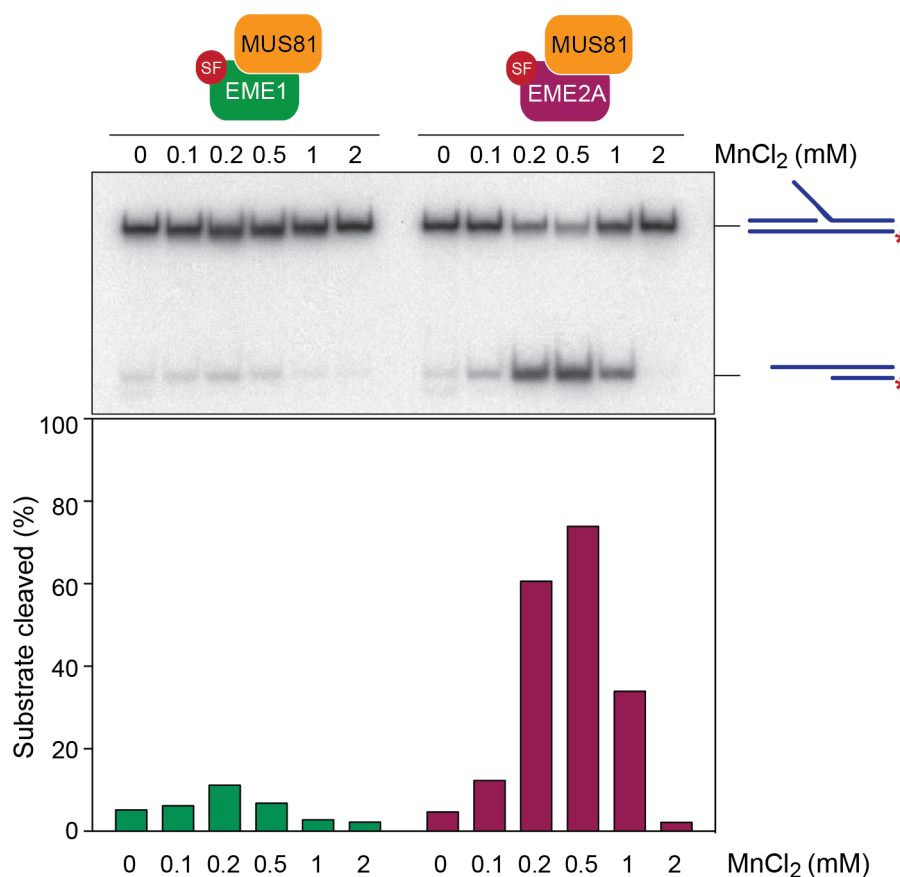 MUS81 MUS81
SF SF
EME1 EME2A
0 0.1 0.2 0.5 1 2 0 0.1 0.2 0.5 1 2 MnCl2 (mM)
*
*
100
80
60
40
20
0
Substrate cleaved (%)
0 0.1 0.2 0.5 1 2 0 0.1 0.2 0.5 1 2 MnCl2 (mM)